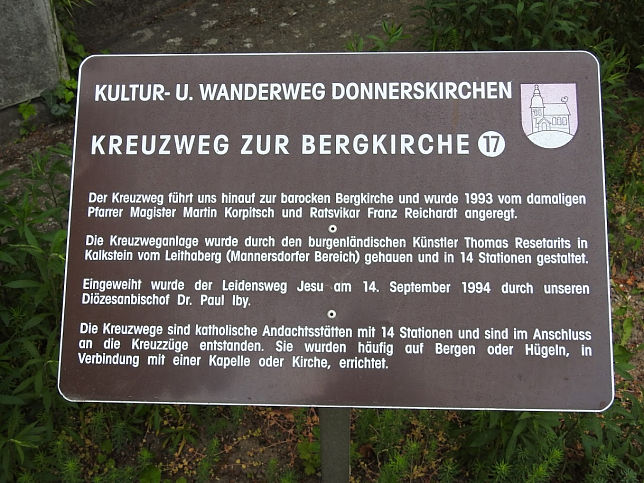 KULTUR- U. WANDERWEG DONNERSKIRCHEN
KREUZWEG ZUR BERGKIRCHE 17
Der Kreuzweg führt uns hinauf zur barocken Bergkirche und wurde 1993 vom damaligen
Pfarrer Magister Martin Korpitsch und Ratsvikar Franz Reichardt angeregt.
Die Kreuzweganlage wurde durch den burgenländischen Künstler Thomas Resetarits in
Kalkstein vom Leithaberg (Mannersdorfer Bereich) gehauen und in 14 Stationen gestaltet.
Eingeweiht wurde der Leidensweg Jesu am 14. September 1994 durch unseren
Diözesanbischof Dr. Paul Iby.
Die Kreuzwege sind katholische Andachtsstätten mit 14 Stationen und sind im Anschluss
an die Kreuzzüge entstanden. Sie wurden häufig auf Bergen oder Hügeln, in
Verbindung mit einer Kapelle oder Kirche, errichtet.